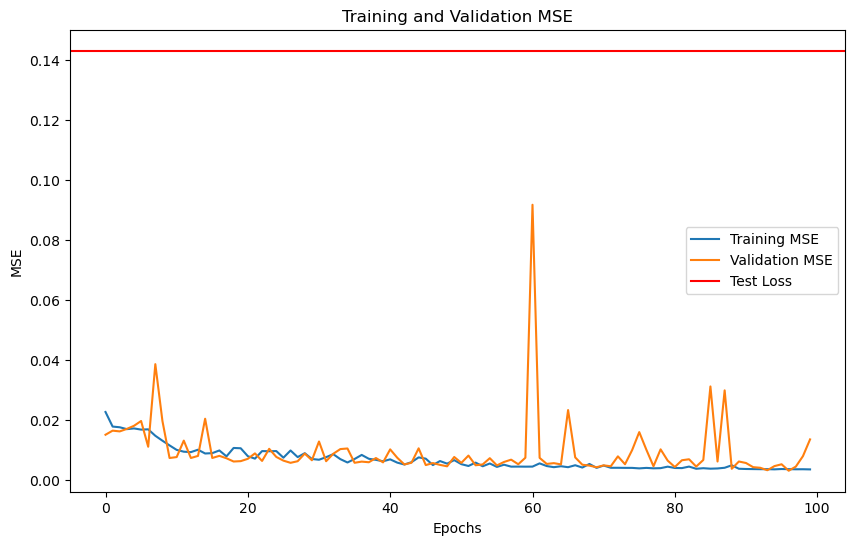 Training and Validation MSE
MSE
0.14
0.12
0.10
0.08
0.06
0.04
0.02
0.00
Training MSE
Validation MSE
Test Loss
0
20
40
60
80
100
Epochs